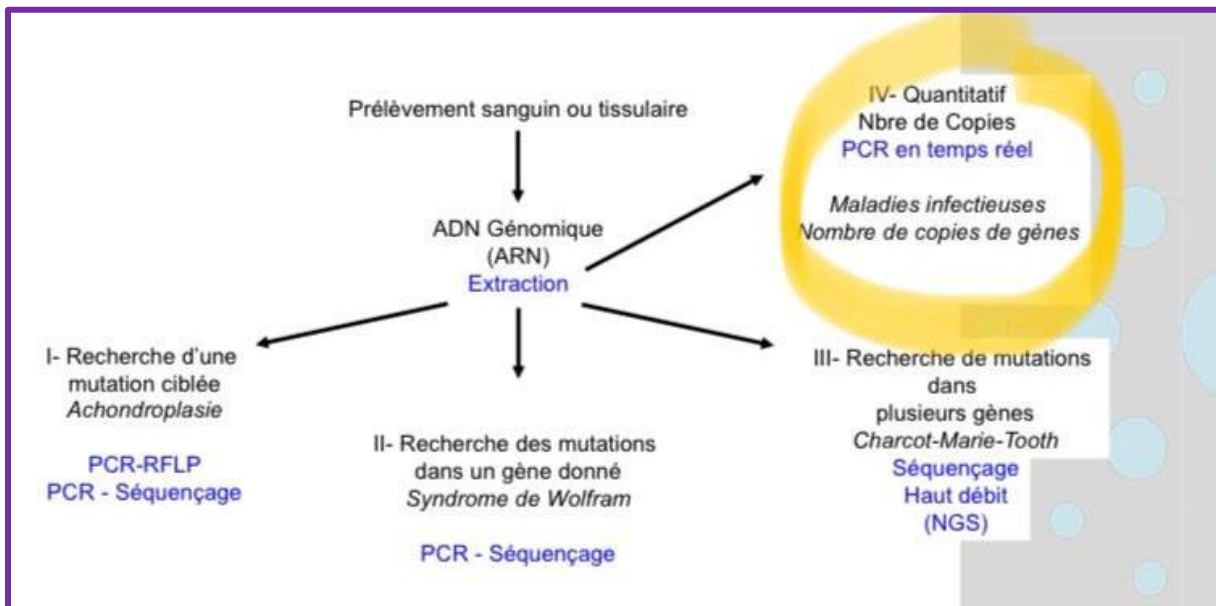 Prélèvement sanguin ou tissulaire
ADN Génomique
(ARN)
Extraction
IV- Quantitatif
Nbre de Copies
PCR en temps réel
Maladies infectieuses
Nombre de copies de gènes
I- Recherche d'une
mutation ciblée
Achondroplasie
PCR-RFLP
PCR - Séquençage
II- Recherche des mutations
dans un gène donné
Syndrome de Wolfram
PCR - Séquençage
III- Recherche de mutations
dans
plusieurs gènes
Charcot-Marie-Tooth
Séquençage
Haut débit
(NGS)